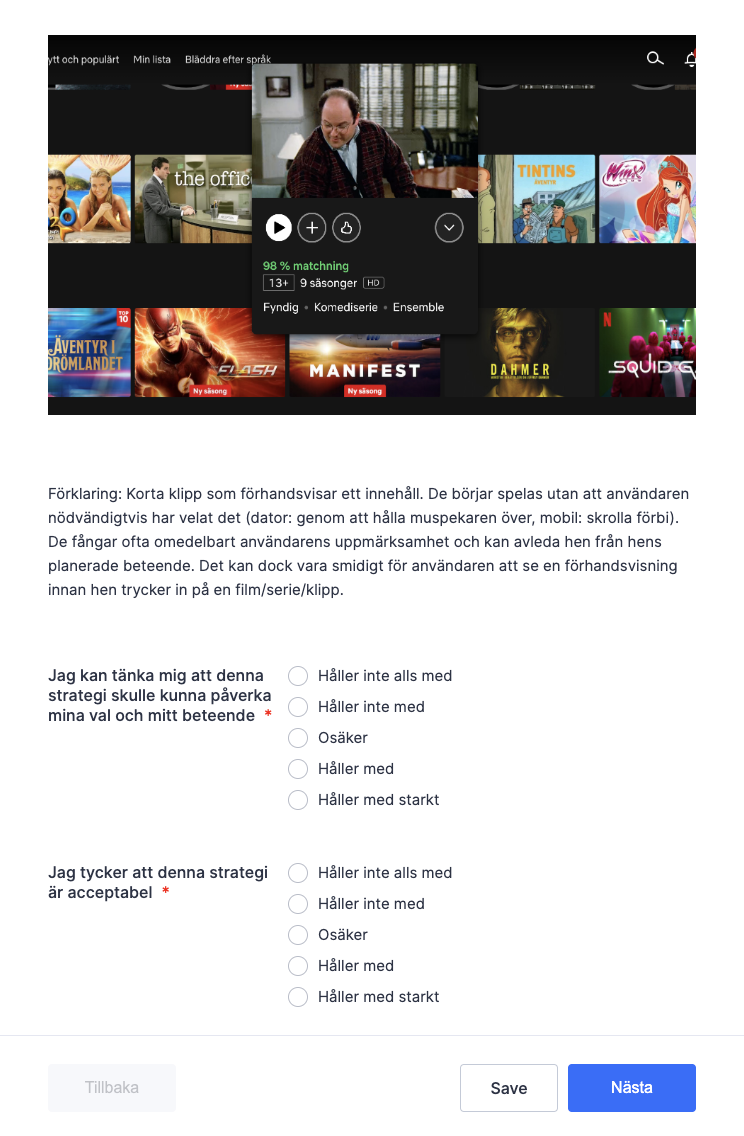 ytt och populärt Min lista Bläddra efter språk
the offic
TINTINS
ÄVENTYR
Winx
CLUB
98 % matchning
13+ 9 säsonger HD
Fyndig • Komediserie • Ensemble
TOP
10
ÄVENTYR I
DRÖMLANDET
FLASH
Ny säsong
MANIFEST
Ny säsong
DAHMER
N
SQUID G
Förklaring: Korta klipp som förhandsvisar ett innehåll. De börjar spelas utan att användaren
nödvändigtvis har velat det (dator: genom att hålla muspekaren över, mobil: skrolla förbi).
De fångar ofta omedelbart användarens uppmärksamhet och kan avleda hen från hens
planerade beteende. Det kan dock vara smidigt för användaren att se en förhandsvisning
innan hen trycker in på en film/serie/klipp.
Jag kan tänka mig att denna
strategi skulle kunna påverka
mina val och mitt beteende *
Håller inte alls med
Håller inte med
Osäker
Håller med
Håller med starkt
Jag tycker att denna strategi
är acceptabel *
Håller inte alls med
Håller inte med
Osäker
Håller med
Håller med starkt
Tillbaka
Save
Nästa